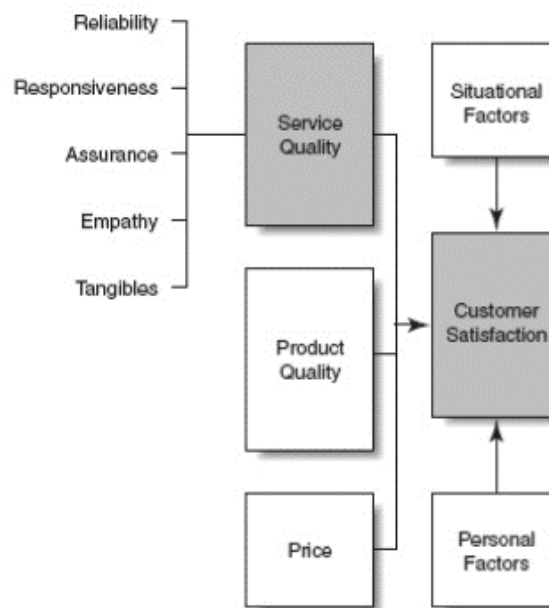 Reliability
Responsiveness
Assurance
Empathy
Tangibles
Service
Quality
Product
Quality
Price
Situational
Factors
Customer
Satisfaction
Personal
Factors